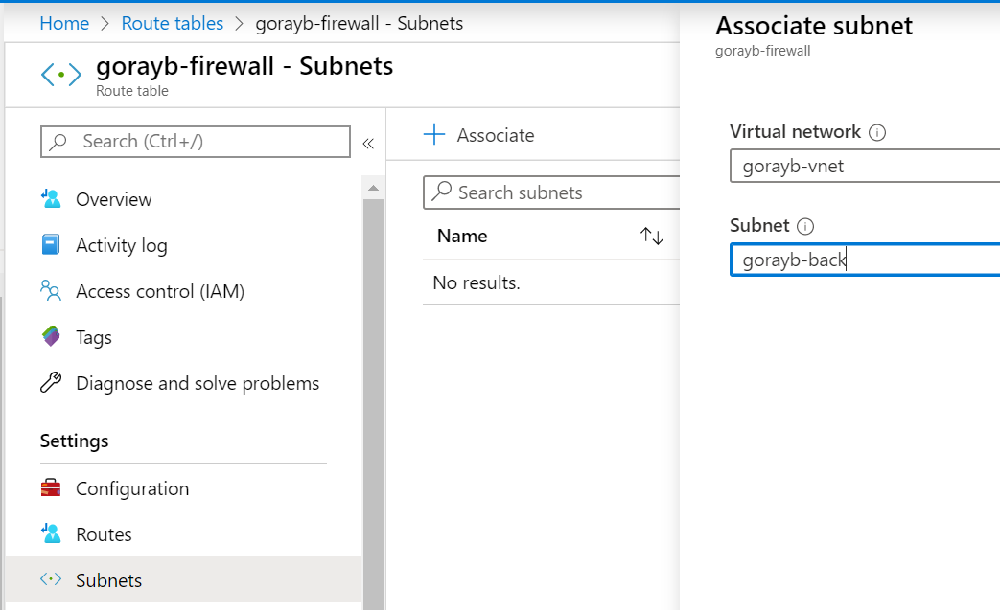 Home > Route tables > gorayb-firewall - Subnets
gorayb-firewall - Subnets
Route table
Search (Ctrl+/)
«
Overview
Activity log
Access control (IAM)
Tags
Diagnose and solve problems
Settings
Configuration
Routes
Subnets
+ Associate
Search subnets
Name
No results.
Associate subnet
gorayb-firewall
Virtual network
gorayb-vnet
Subnet
gorayb-back